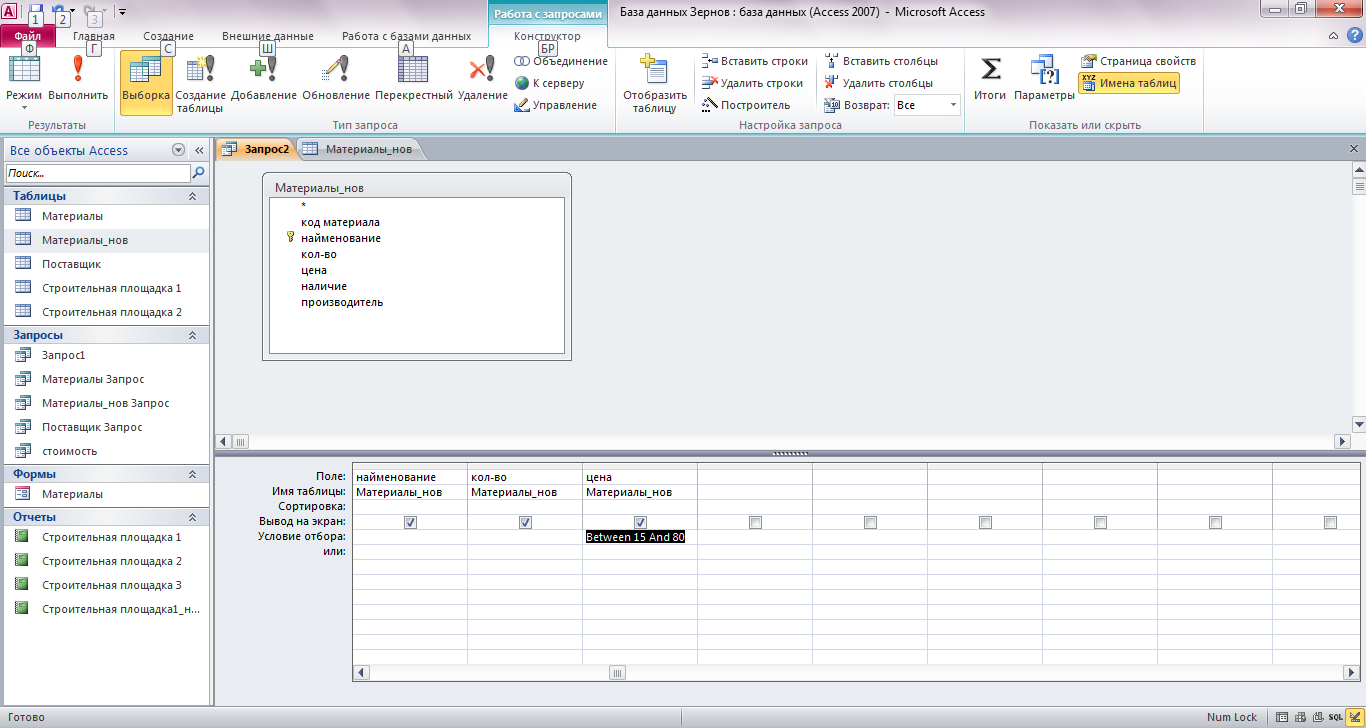 Работа с запросами
База данных Зернов : база данных (Access 2007) - Microsoft Access
1 2 3
Файл Главная Создание Внешние данные Работа с базами данных Конструктор
Ф Г С Ш А БР
Режим Выполнить
Результаты
Выборка Создание таблицы Добавление Обновление Перекрестный Удаление
Объединение
К серверу
Управление
Тип запроса
Отобразить таблицу
Вставить строки
Удалить строки
Построитель
Вставить столбцы
Удалить столбцы
Возврат: Все
Настройка запроса
Итоги Параметры
Страница свойств
XYZ Имена таблиц
Показать или скрыть
Все объекты Access
Поиск...
Таблицы
Материалы
Материалы_нов
Поставщик
Строительная площадка 1
Строительная площадка 2
Запросы
Запрос1
Материалы Запрос
Материалы_нов Запрос
Поставщик Запрос
стоимость
Формы
Материалы
Отчеты
Строительная площадка 1
Строительная площадка 2
Строительная площадка 3
Строительная площадка1_н...
Запрос2 Материалы_нов
Материалы_нов
*
код материала
найменование
кол-во
цена
наличие
производитель
Поле: найменование кол-во цена
Имя таблицы: Материалы_нов Материалы_нов Материалы_нов
Сортировка:
Вывод на экран:
Условие отбора: Between 15 And 80
или:
Готово
Num Lock
SQL